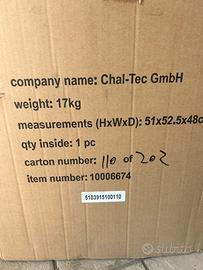 company name: Chal-Tec GmbH
weight: 17kg
measurements (HxWxD): 51x52.5x48c
qty inside: 1 pc
carton number: 110 of 202
item number: 10006674
5103915100110
subito